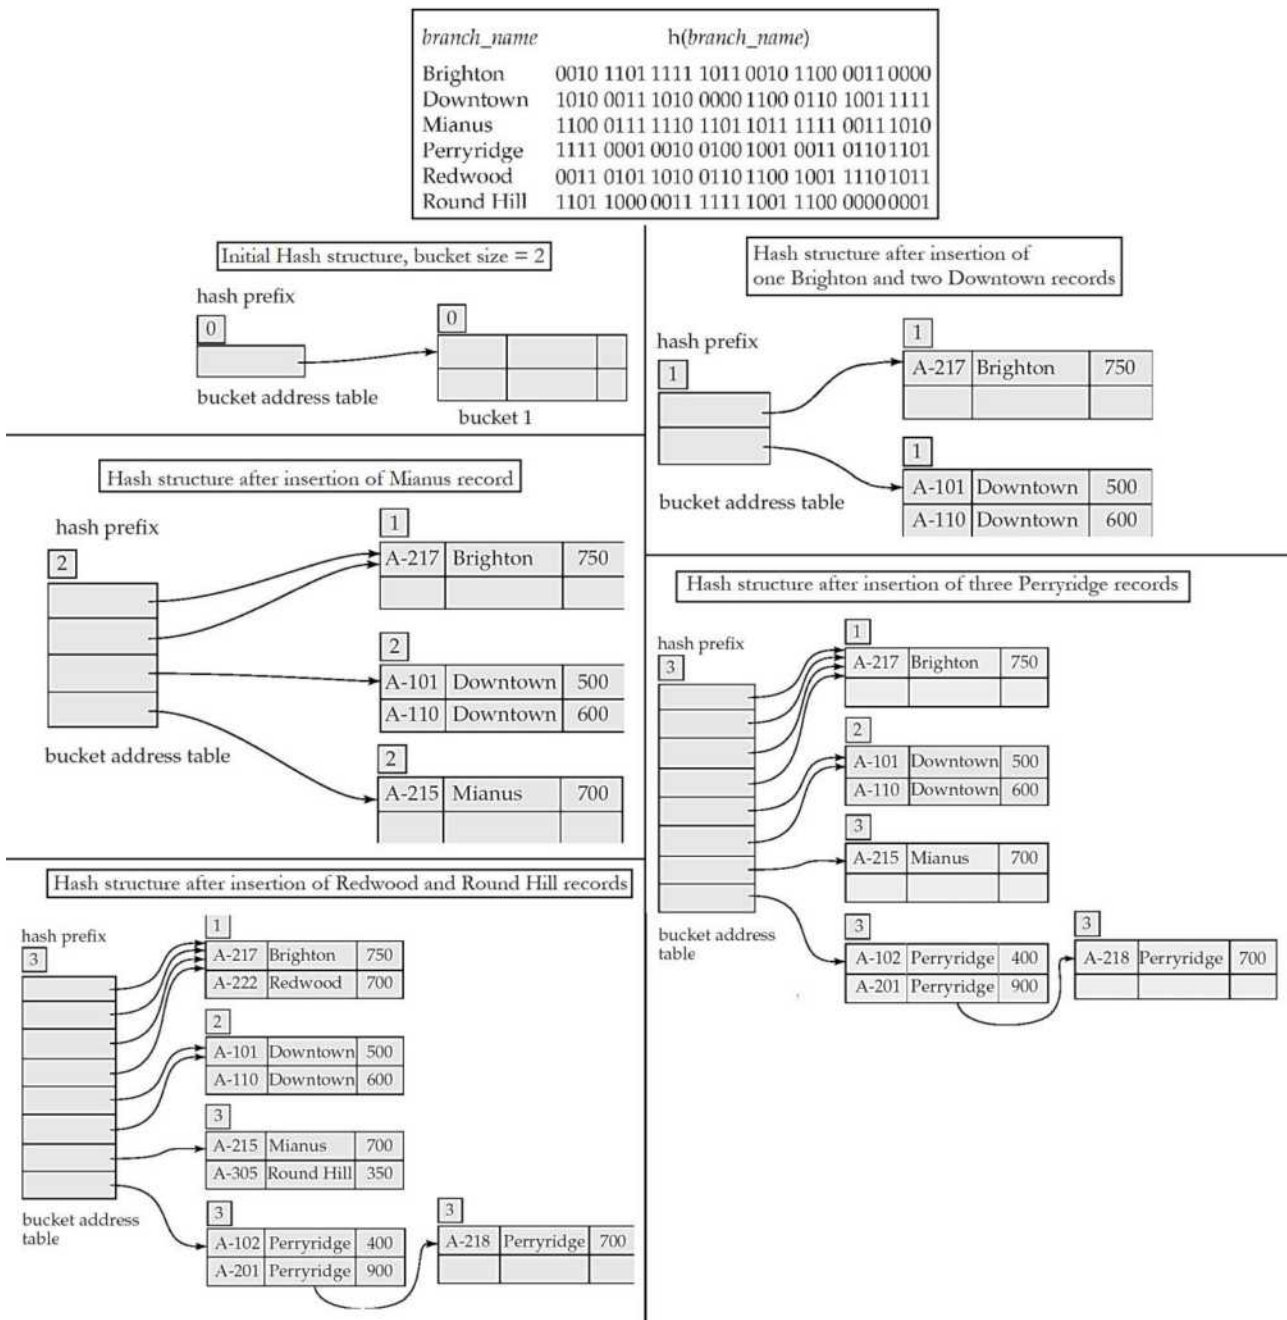 branch_name h(branch_name)
Brighton 0010 1101 1111 1011 0010 1100 0011 0000
Downtown 1010 0011 1010 0000 1100 0110 1001 1111
Mianus 1100 0111 1110 1101 1011 1111 0011 1010
Perryridge 1111 0001 0010 0100 1001 0011 0110 1101
Redwood 0011 0101 1010 0110 1100 1001 1110 1011
Round Hill 1101 1000 0011 1111 1001 1100 0000 0001
Initial Hash structure, bucket size = 2
hash prefix
0
0
bucket address table
bucket 1
Hash structure after insertion of
one Brighton and two Downtown records
hash prefix
1
1
A-217 Brighton 750
1
A-101 Downtown 500
A-110 Downtown 600
bucket address table
Hash structure after insertion of Mianus record
hash prefix
2
1
A-217 Brighton 750
2
A-101 Downtown 500
A-110 Downtown 600
bucket address table
2
A-215 Mianus 700
Hash structure after insertion of three Perryridge records
hash prefix
3
1
A-217 Brighton 750
2
A-101 Downtown 500
A-110 Downtown 600
3
A-215 Mianus 700
bucket address
table
3
A-102 Perryridge 400
A-201 Perryridge 900
3
A-218 Perryridge 700
Hash structure after insertion of Redwood and Round Hill records
hash prefix
3
1
A-217 Brighton 750
A-222 Redwood 700
2
A-101 Downtown 500
A-110 Downtown 600
3
A-215 Mianus 700
A-305 Round Hill 350
bucket address
table
3
A-102 Perryridge 400
A-201 Perryridge 900
3
A-218 Perryridge 700